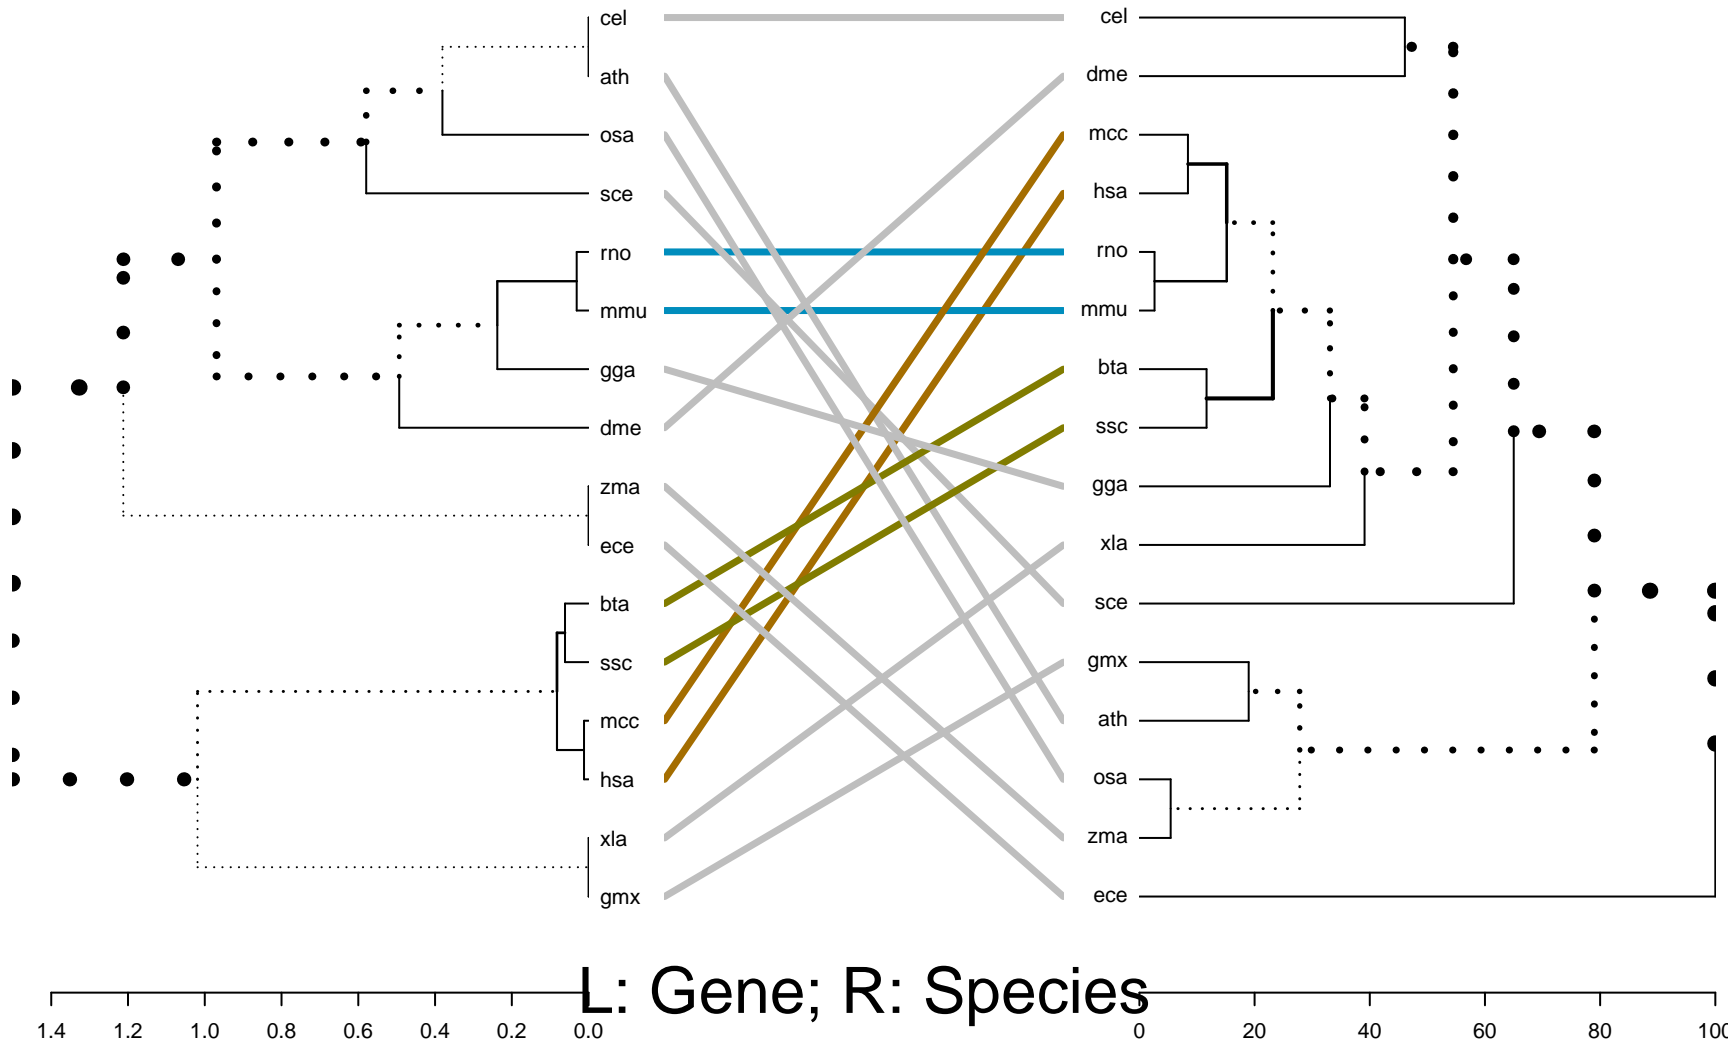 cel
ath
osa
sce
rno
mmu
gga
dme
zma
ece
bta
ssc
mcc
hsa
xla
gmx
cel
dme
mcc
hsa
rno
mmu
bta
ssc
gga
xla
sce
gmx
ath
osa
zma
ece
L: Gene; R: Species
1.4 1.2 1.0 0.8 0.6 0.4 0.2 0.0
0 20 40 60 80 100